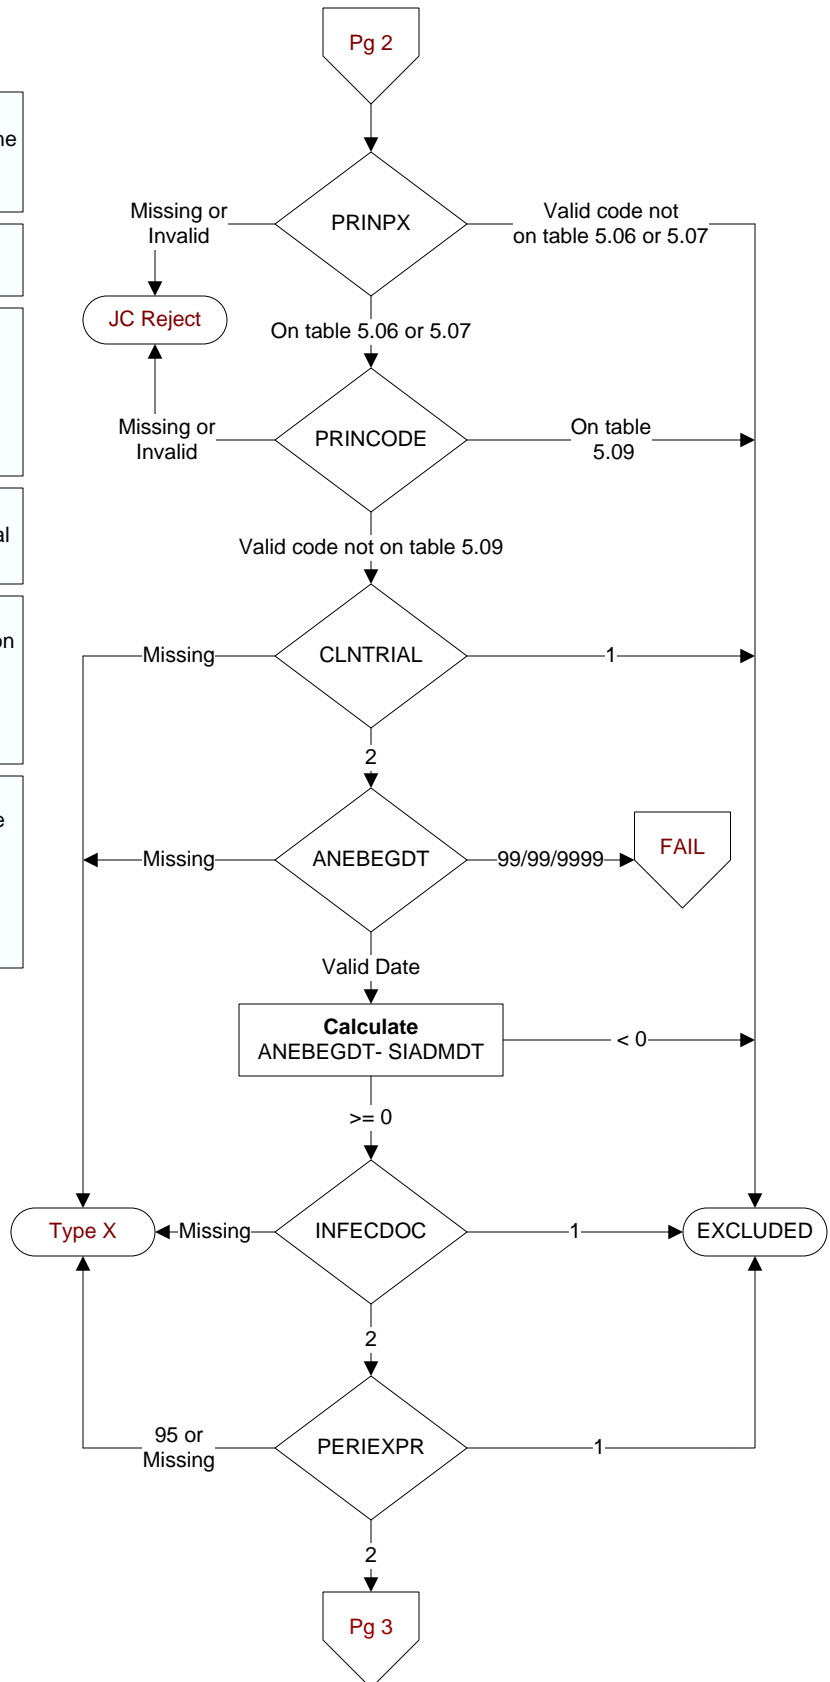 Pg 2
PRINPX
Missing or
Invalid
Valid code not
on table 5.06 or 5.07
JC Reject
On table 5.06 or 5.07
PRINCODE
Missing or
Invalid
On table
5.09
Valid code not on table 5.09
CLNTRIAL
Missing
1
2
ANEBEGDT
Missing
99/99/9999
FAIL
Valid Date
Calculate
ANEBEGDT- SIADMDT
< 0
>= 0
Type X
Missing
INFECDOC
1
EXCLUDED
2
95 or
Missing
PERIEXPR
1
2
Pg 3